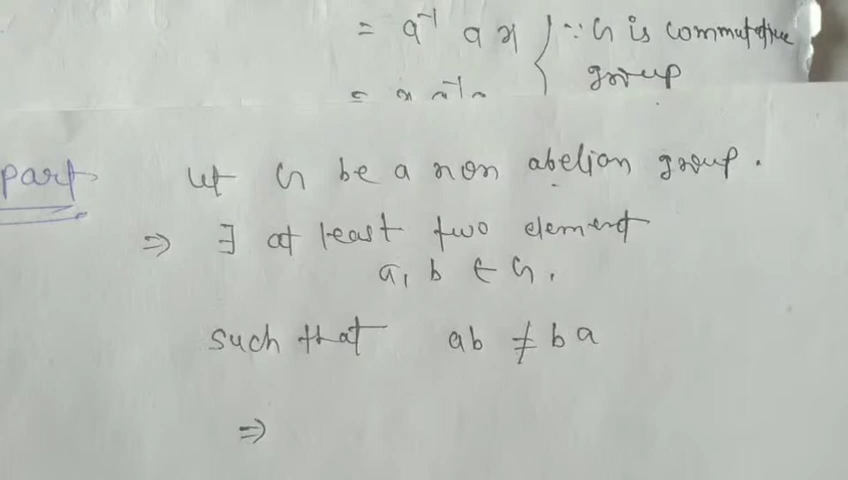 = a⁻¹ a x } ∵ G is commutative
group
= x
part
Let G be a non abelian group.
⇒ ∃ at least two element
a, b ∈ G.
such that ab ≠ ba
⇒